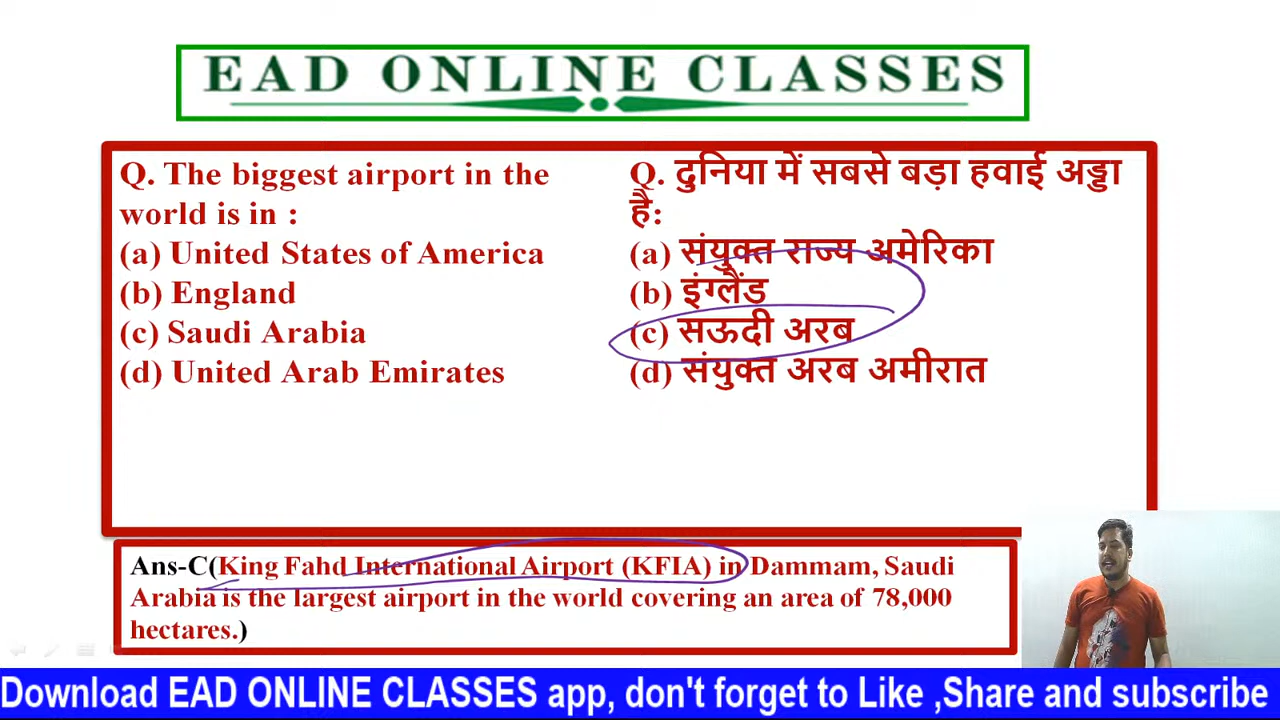 EAD ONLINE CLASSES
Q. The biggest airport in the
world is in :
(a) United States of America
(b) England
(c) Saudi Arabia
(d) United Arab Emirates
Q. दुनिया में सबसे बड़ा हवाई अड्डा
है:
(a) संयुक्त राज्य अमेरिका
(b) इंग्लैंड
(c) सऊदी अरब
(d) संयुक्त अरब अमीरात
Ans-C(King Fahd International Airport (KFIA) in Dammam, Saudi
Arabia is the largest airport in the world covering an area of 78,000
hectares.)
Download EAD ONLINE CLASSES app, don't forget to Like ,Share and subscribe